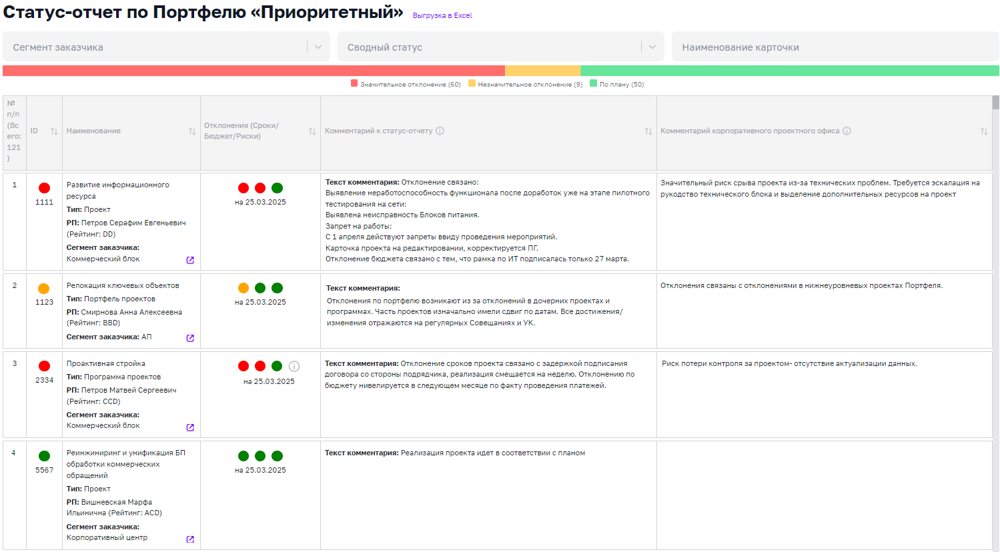 Статус-отчет по Портфелю «Приоритетный» Выгрузка в Excel
Сегмент заказчика
Сводный статус
Наименование карточки
Значительное отклонение (60) Незначительное отклонение (9) По плану (50)
№
п/п
(Вс
его:
121
)
ID
Наименование
Отклонения (Сроки/
Бюджет/Риски)
Комментарий к статус-отчету
Комментарий корпоративного проектного офиса
1
1111
Развитие информационного
ресурса
Тип: Проект
РП: Петров Серафим Евгеньевич
(Рейтинг: DD)
Сегмент заказчика:
Коммерческий блок
на 25.03.2025
Текст комментария: Отклонение связано:
Выявление неработоспособность функционала после доработок уже на этапе пилотного
тестирования на сети:
Выявлена неисправность Блоков питания.
Запрет на работы:
С 1 апреля действуют запреты ввиду проведения мероприятий.
Карточка проекта на редактировании, корректируется ПГ.
Отклонение бюджета связано с тем, что рамка по ИТ подписалась только 27 марта.
Значительный риск срыва проекта из-за технических проблем. Требуется эскалация на
рукодство технического блока и выделение дополнительных ресурсов на проект
2
1123
Релокация ключевых объектов
Тип: Портфель проектов
РП: Смирнова Анна Алексеевна
(Рейтинг: BBD)
Сегмент заказчика: АП
на 25.03.2025
Текст комментария:
Отклонения по портфелю возникают из за отклонений в дочерних проектах и
программах. Часть проектов изначально имели сдвиг по датам. Все достижения/
изменения отражаются на регулярных Совещаниях и УК.
Отклонения связаны с отклонениями в нижнеуровневых проектах Портфеля.
3
2334
Проактивная стройка
Тип: Программа проектов
РП: Петров Матвей Сергеевич
(Рейтинг: CCD)
Сегмент заказчика:
Коммерческий блок
на 25.03.2025
Текст комментария: Отклонение сроков проекта связано с задержкой подписания
договора со стороны подрядчика, реализация смещается на неделю. Отклонению по
бюджету нивелируется в следующем месяце по факту проведения платежей.
Риск потери контроля за проектом- отсутствие актуализации данных.
4
5567
Реинжиниринг и унификация БП
обработки коммерческих
обращений
Тип: Проект
РП: Вишневская Марфа
Ильинична (Рейтинг: ACD)
Сегмент заказчика:
Корпоративный центр
на 25.03.2025
Текст комментария: Реализация проекта идет в соответствии с планом